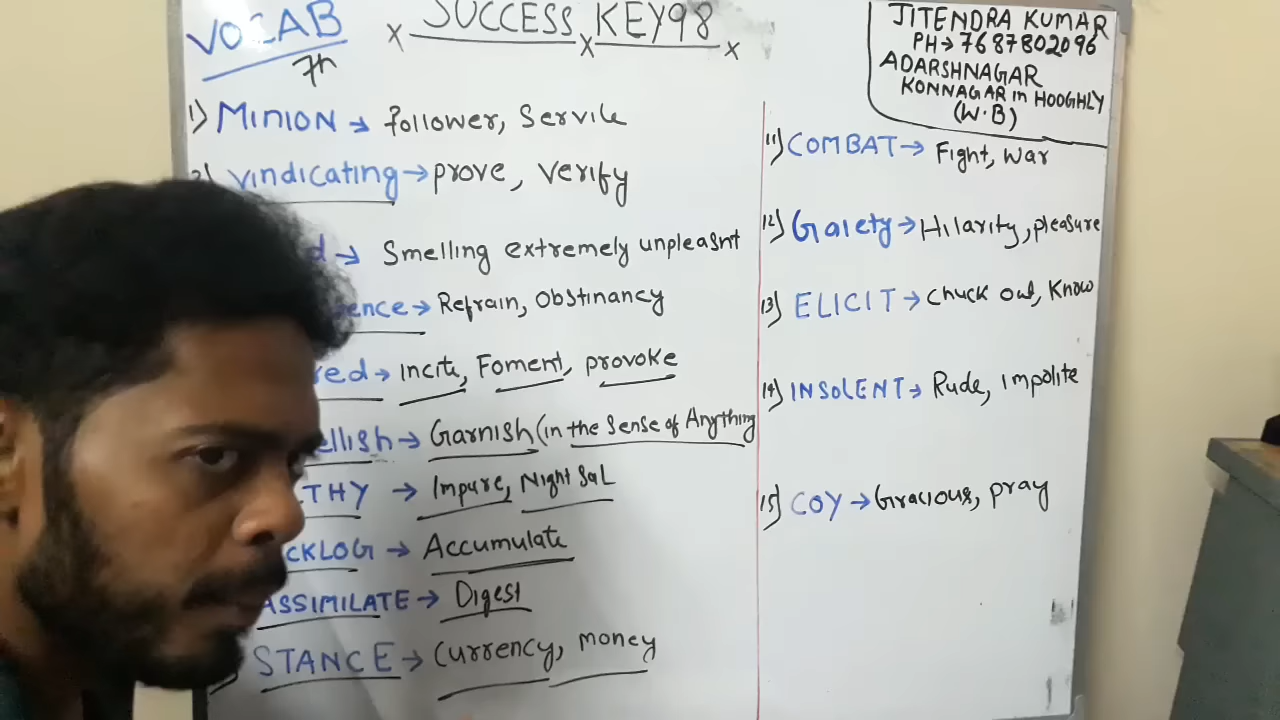 VOCAB
7th
× SUCCESS × KEY98 ×
JITENDRA KUMAR
PH→7687802096
ADARSHNAGAR
KONNAGAR in HOOGHLY
(W.B)
1) MINION → follower, Servile
2) Vindicating → prove, Verify
d → Smelling extremely unpleasnt
ence → Refrain, Obstinancy
red → incite, Foment, provoke
ellish → Garnish (in the sense of Anything
LTHY → Impure, Night
CKLOG → Accumulate
ASSIMILATE → Digest
STANCE → Currency, money
11) COMBAT → Fight, War
12) Gaiety → Hilarity, pleasure
13) ELICIT → Chuck out, Know
14) INSOLENT → Rude, Impolite
15) COY → Gracious, pray